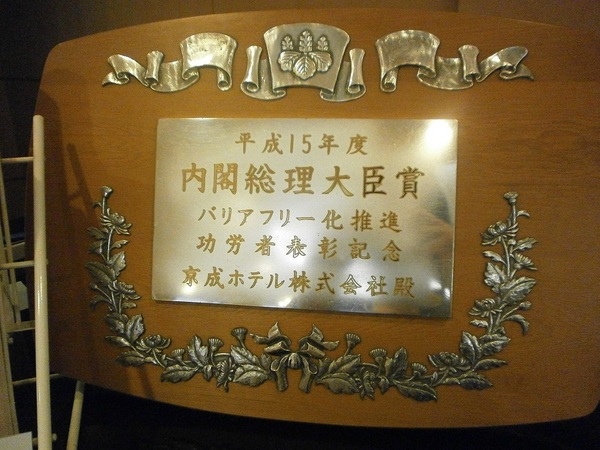 平成15年度
内閣総理大臣賞
バリアフリー化推進
功労者表彰記念
京成ホテル株式会社殿